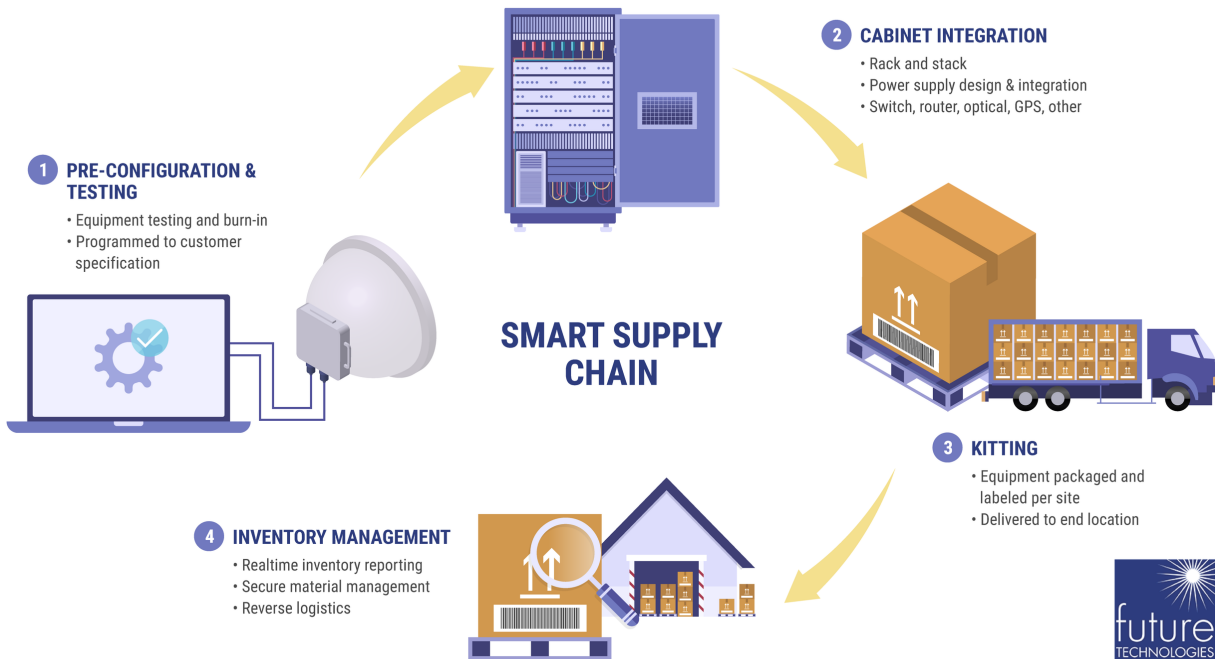 1 PRE-CONFIGURATION &
TESTING
• Equipment testing and burn-in
• Programmed to customer
specification
2 CABINET INTEGRATION
• Rack and stack
• Power supply design & integration
• Switch, router, optical, GPS, other
SMART SUPPLY
CHAIN
3 KITTING
• Equipment packaged and
labeled per site
• Delivered to end location
4 INVENTORY MANAGEMENT
• Realtime inventory reporting
• Secure material management
• Reverse logistics
future
TECHNOLOGIES